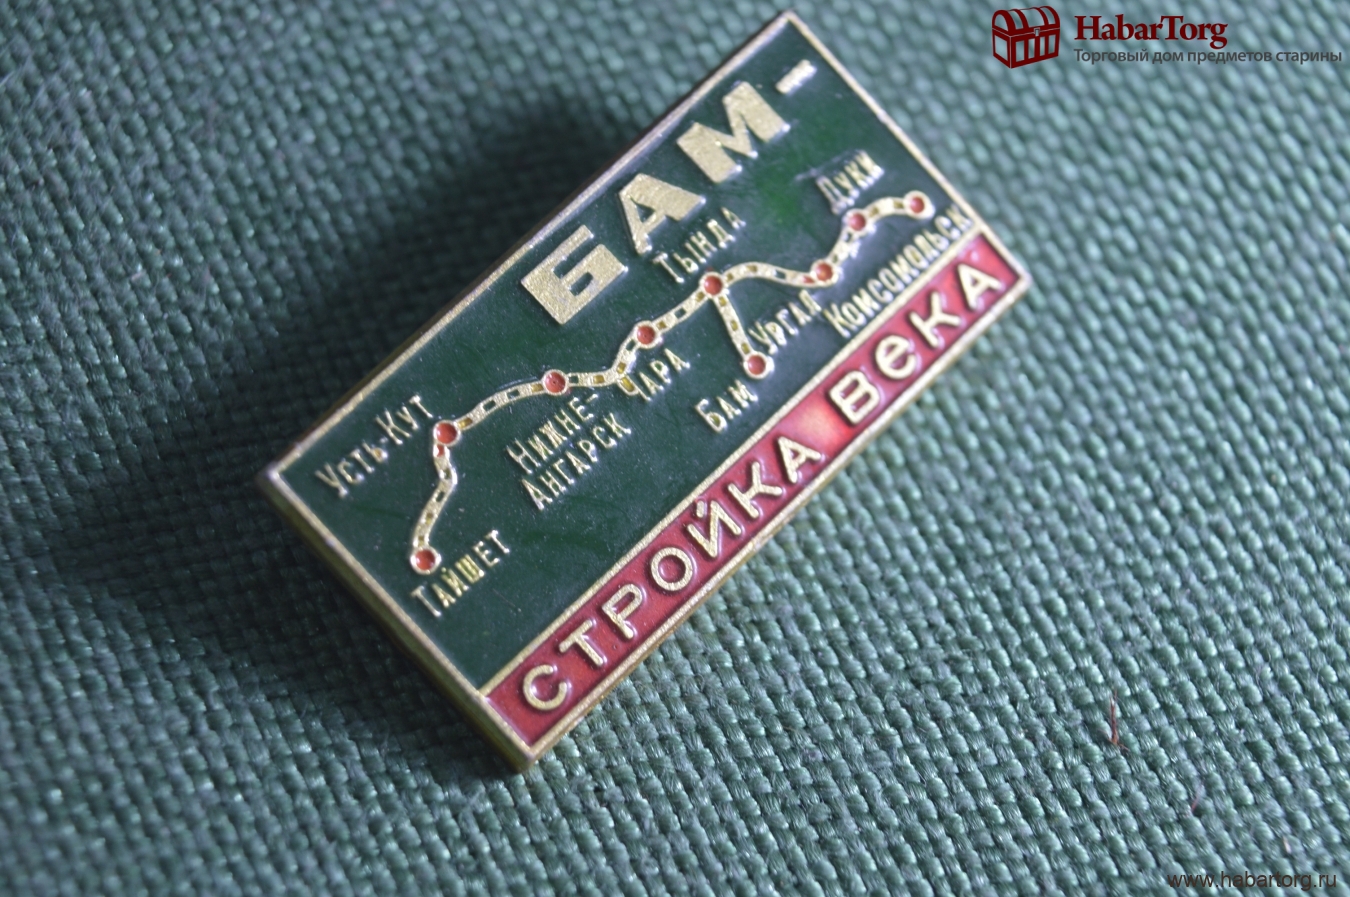 HabarTorg
Торговый дом предметов старины
БАМ-
Усть-Кут
Тайшет
Нижне-
Ангарск
Чара
Тында
Бам
Ургал
Дуки
Комсомольск
СТРОЙКА ВеКА
www.habartorg.ru